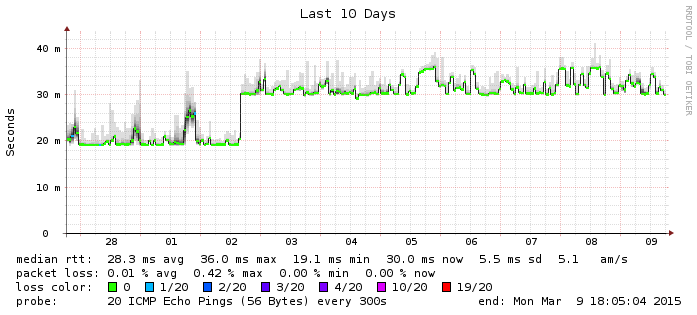 Last 10 Days
RRDTOOL / TOBI OETIKER
Seconds
40 m
30 m
20 m
10 m
0
28 01 02 03 04 05 06 07 08 09
median rtt: 28.3 ms avg 36.0 ms max 19.1 ms min 30.0 ms now 5.5 ms sd 5.1 am/s
packet loss: 0.01 % avg 0.42 % max 0.00 % min 0.00 % now
loss color: 0 1/20 2/20 3/20 4/20 10/20 19/20
probe: 20 ICMP Echo Pings (56 Bytes) every 300s end: Mon Mar 9 18:05:04 2015